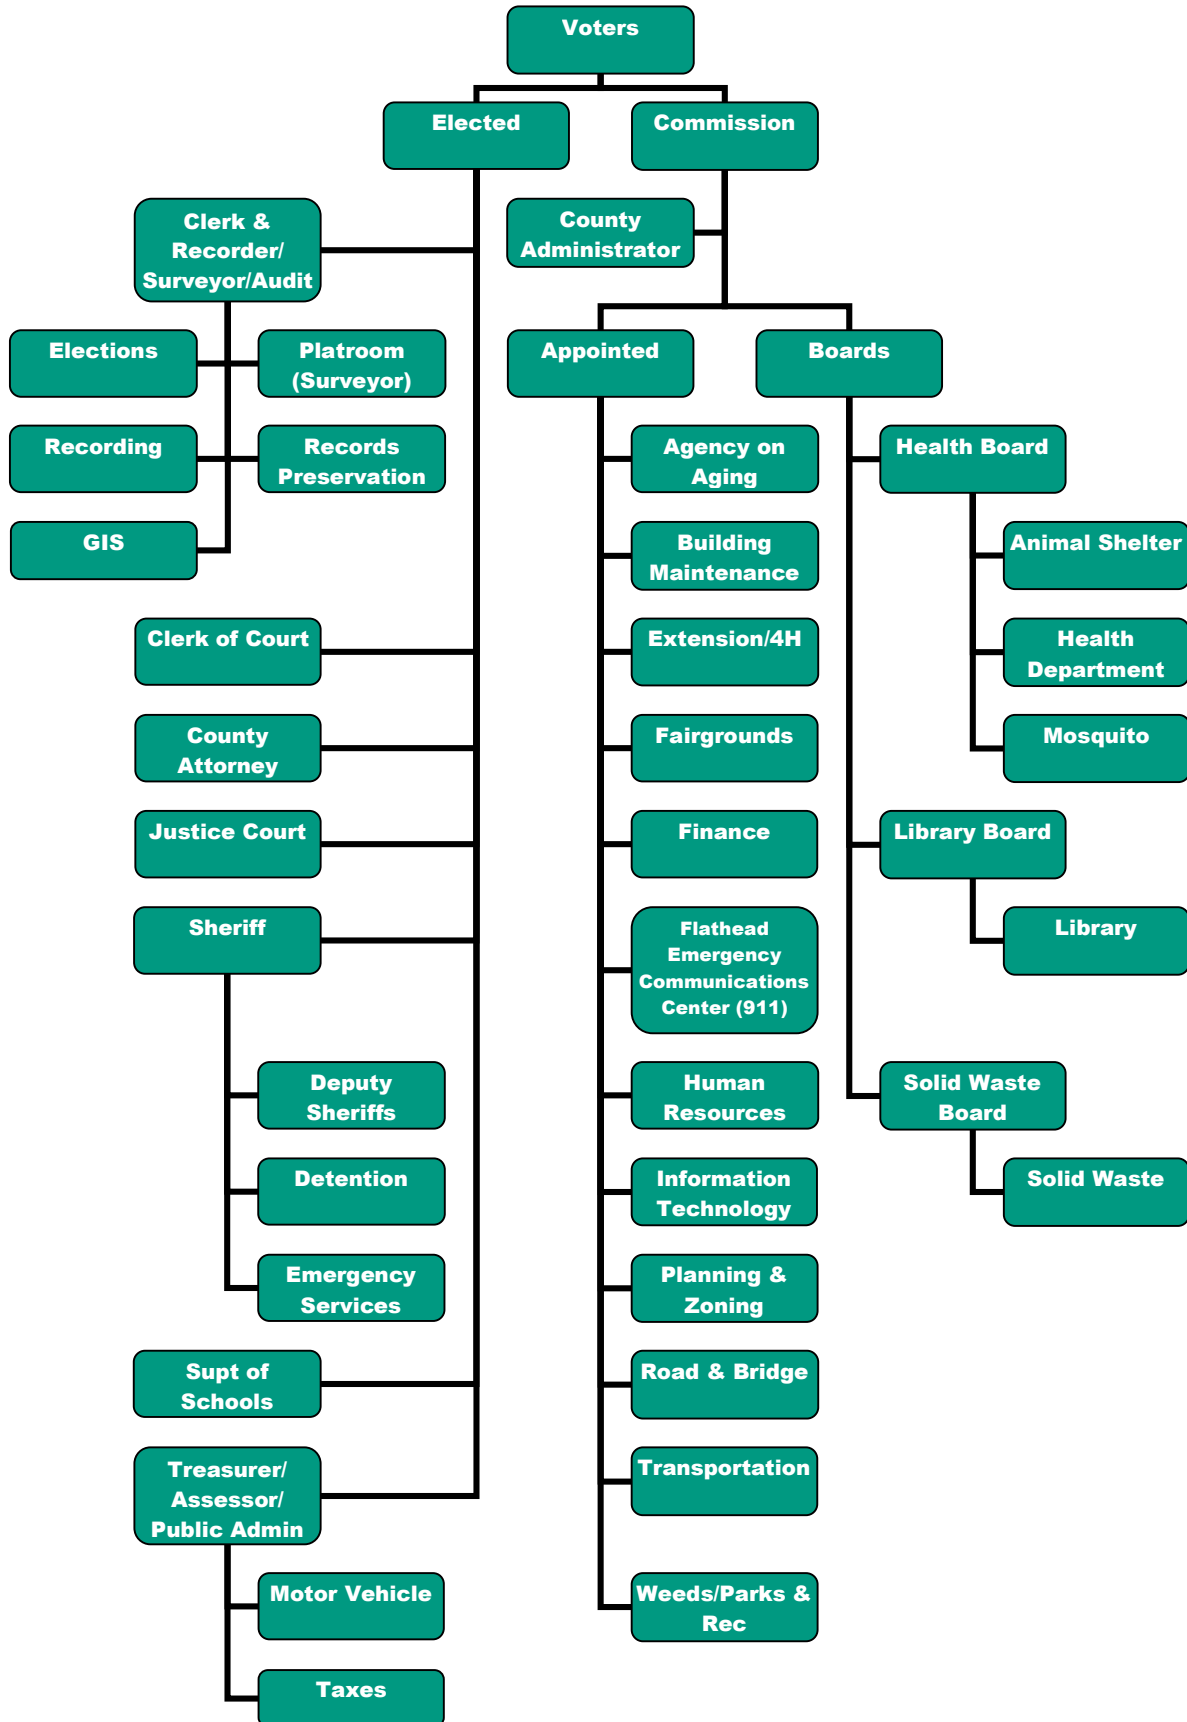 Voters
Elected
Commission
Clerk &
Recorder/
Surveyor/Audit
County
Administrator
Elections
Platroom
(Surveyor)
Appointed
Boards
Recording
Records
Preservation
Agency on
Aging
Health Board
GIS
Building
Maintenance
Animal Shelter
Clerk of Court
Extension/4H
Health
Department
County
Attorney
Fairgrounds
Mosquito
Justice Court
Finance
Library Board
Sheriff
Flathead
Emergency
Communications
Center (911)
Library
Deputy
Sheriffs
Human
Resources
Solid Waste
Board
Detention
Information
Technology
Solid Waste
Emergency
Services
Planning &
Zoning
Supt of
Schools
Road & Bridge
Treasurer/
Assessor/
Public Admin
Transportation
Motor Vehicle
Weeds/Parks &
Rec
Taxes